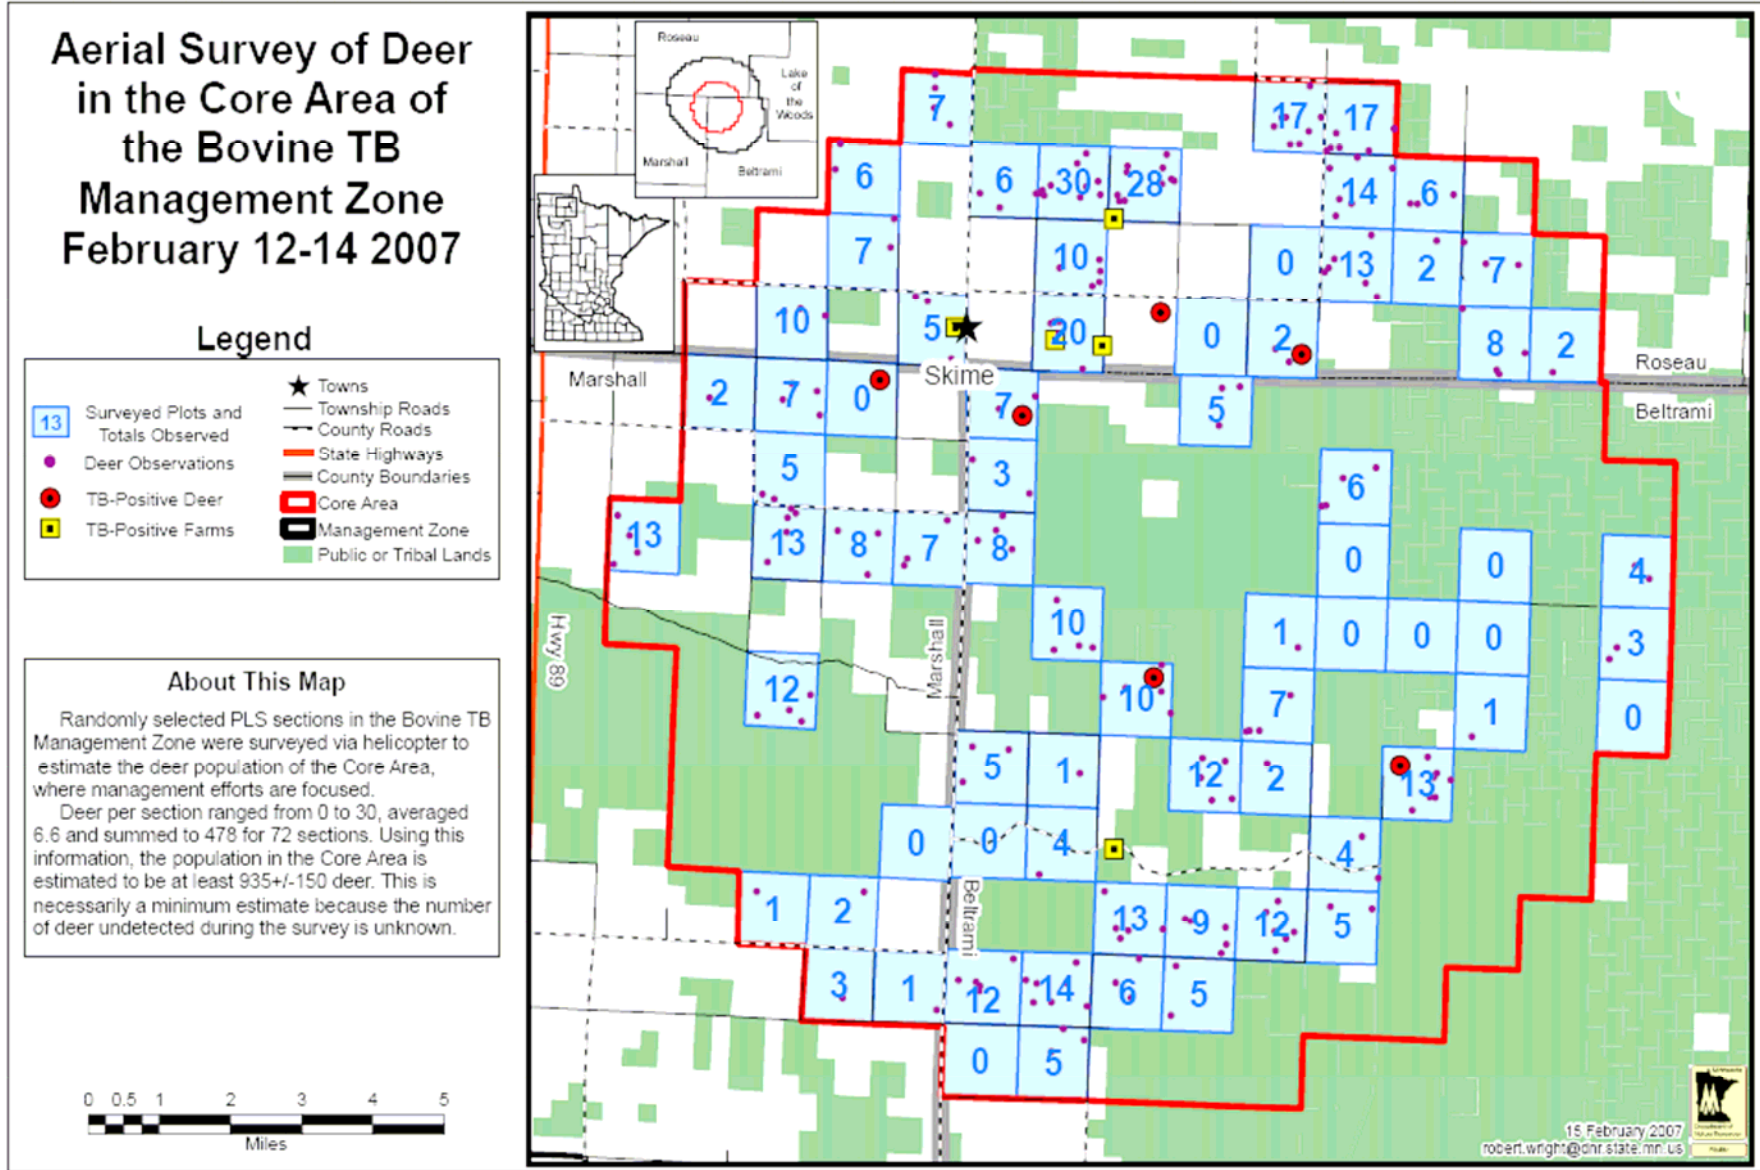 Aerial Survey of Deer
in the Core Area of
the Bovine TB
Management Zone
February 12-14 2007
Legend
13 Surveyed Plots and
Totals Observed
Deer Observations
TB-Positive Deer
TB-Positive Farms
Towns
Township Roads
County Roads
State Highways
County Boundaries
Core Area
Management Zone
Public or Tribal Lands
About This Map
Randomly selected PLS sections in the Bovine TB
Management Zone were surveyed via helicopter to
estimate the deer population of the Core Area,
where management efforts are focused.
Deer per section ranged from 0 to 30, averaged
6.6 and summed to 478 for 72 sections. Using this
information, the population in the Core Area is
estimated to be at least 935+/-150 deer. This is
necessarily a minimum estimate because the number
of deer undetected during the survey is unknown.
0 0.5 1 2 3 4 5
Miles
Roseau
Lake
of
the
Woods
Marshall
Beltrami
7 17 17
6 6 30 28 14 6
7 10 0 13 2 7
10 5 20 0 2 8 2
Marshall
Skime
Roseau
Beltrami
2 7 0 7 5
5 3 6
13 13 8 7 8 0 0 4
10 1 0 0 0 3
Hwy 89
Marshall
12 10 7 1 0
5 1 12 2 13
0 0 4 4
Beltrami
1 2 13 9 12 5
3 1 12 14 6 5
0 5
15 February 2007
robert.wright@dnr.state.mn.us